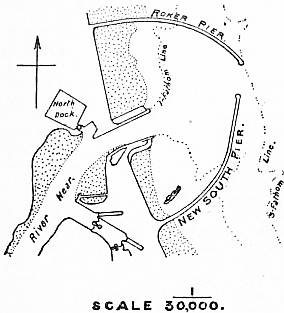 ROKER PIER.
1·Fathom Line
North
Dock.
NEW SOUTH PIER.
3·Fathom Line.
River Wear.
SCALE 1/30,000.